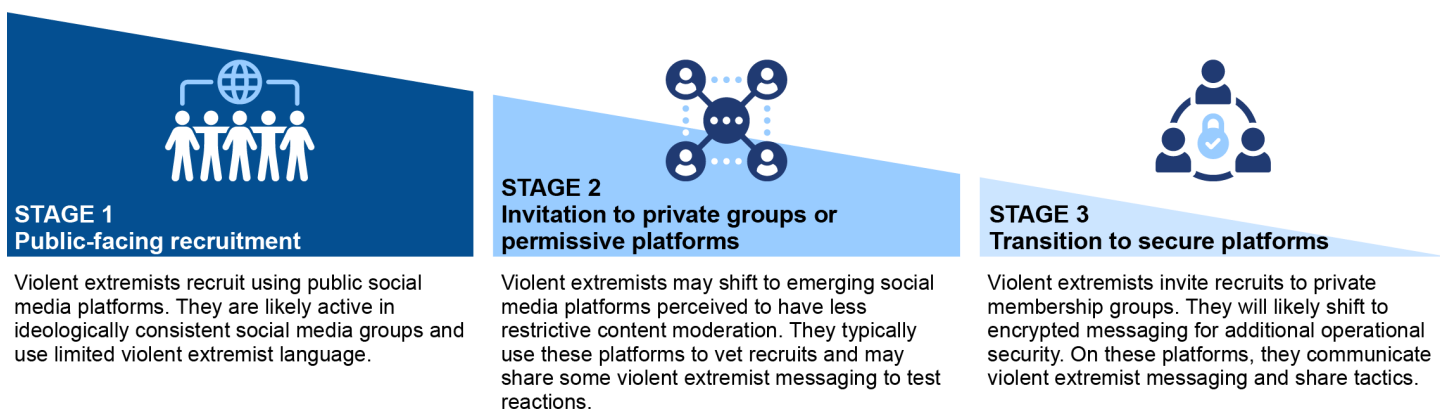 STAGE 1
Public-facing recruitment
Violent extremists recruit using public social
media platforms. They are likely active in
ideologically consistent social media groups and
use limited violent extremist language.
STAGE 2
Invitation to private groups or
permissive platforms
Violent extremists may shift to emerging social
media platforms perceived to have less
restrictive content moderation. They typically
use these platforms to vet recruits and may
share some violent extremist messaging to test
reactions.
STAGE 3
Transition to secure platforms
Violent extremists invite recruits to private
membership groups. They will likely shift to
encrypted messaging for additional operational
security. On these platforms, they communicate
violent extremist messaging and share tactics.